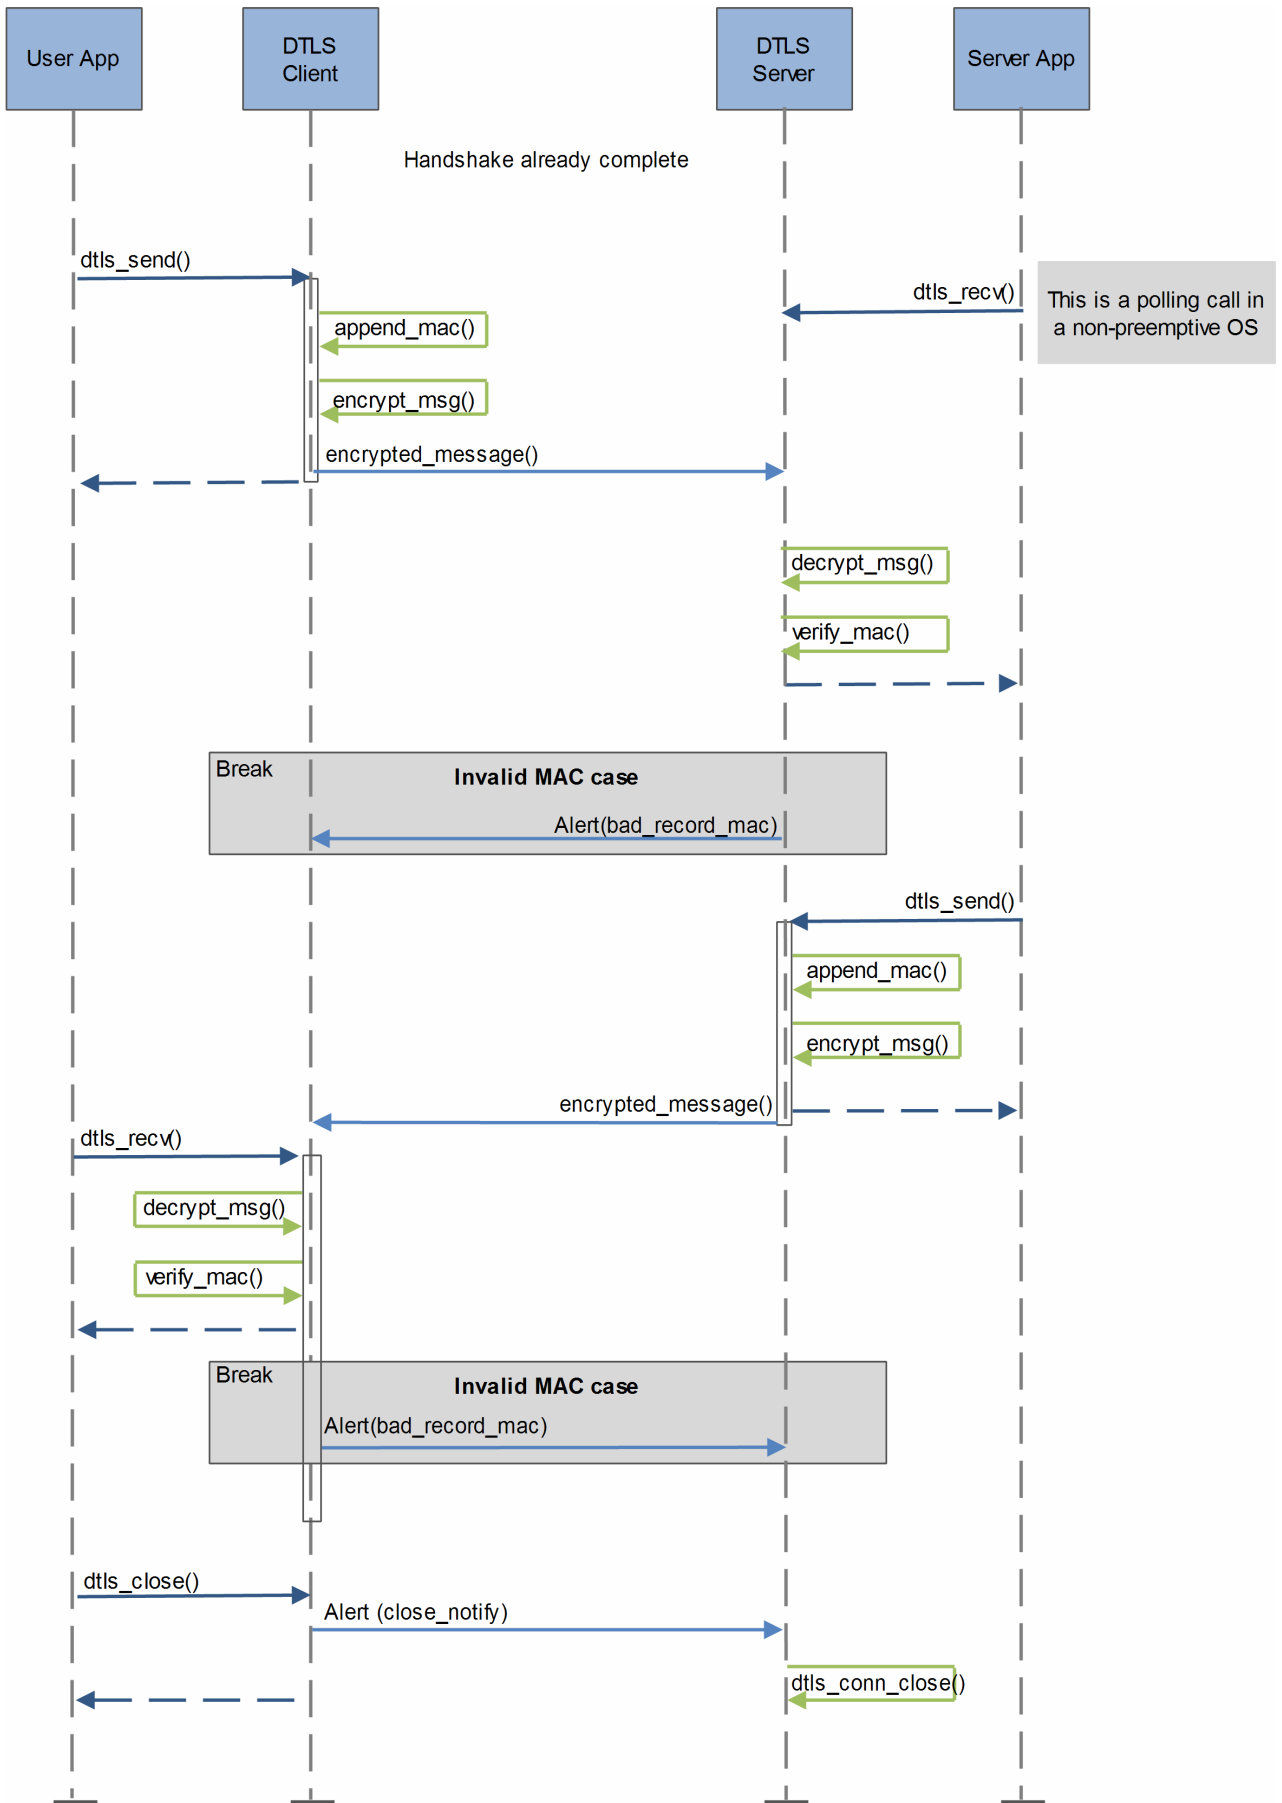 User App
DTLS
Client
DTLS
Server
Server App
Handshake already complete
dtls_send()
dtls_recv()
This is a polling call in
a non-preemptive OS
append_mac()
encrypt_msg()
encrypted_message()
decrypt_msg()
verify_mac()
Break
Invalid MAC case
Alert(bad_record_mac)
dtls_send()
append_mac()
encrypt_msg()
encrypted_message()
dtls_recv()
decrypt_msg()
verify_mac()
Break
Invalid MAC case
Alert(bad_record_mac)
dtls_close()
Alert (close_notify)
dtls_conn_close()